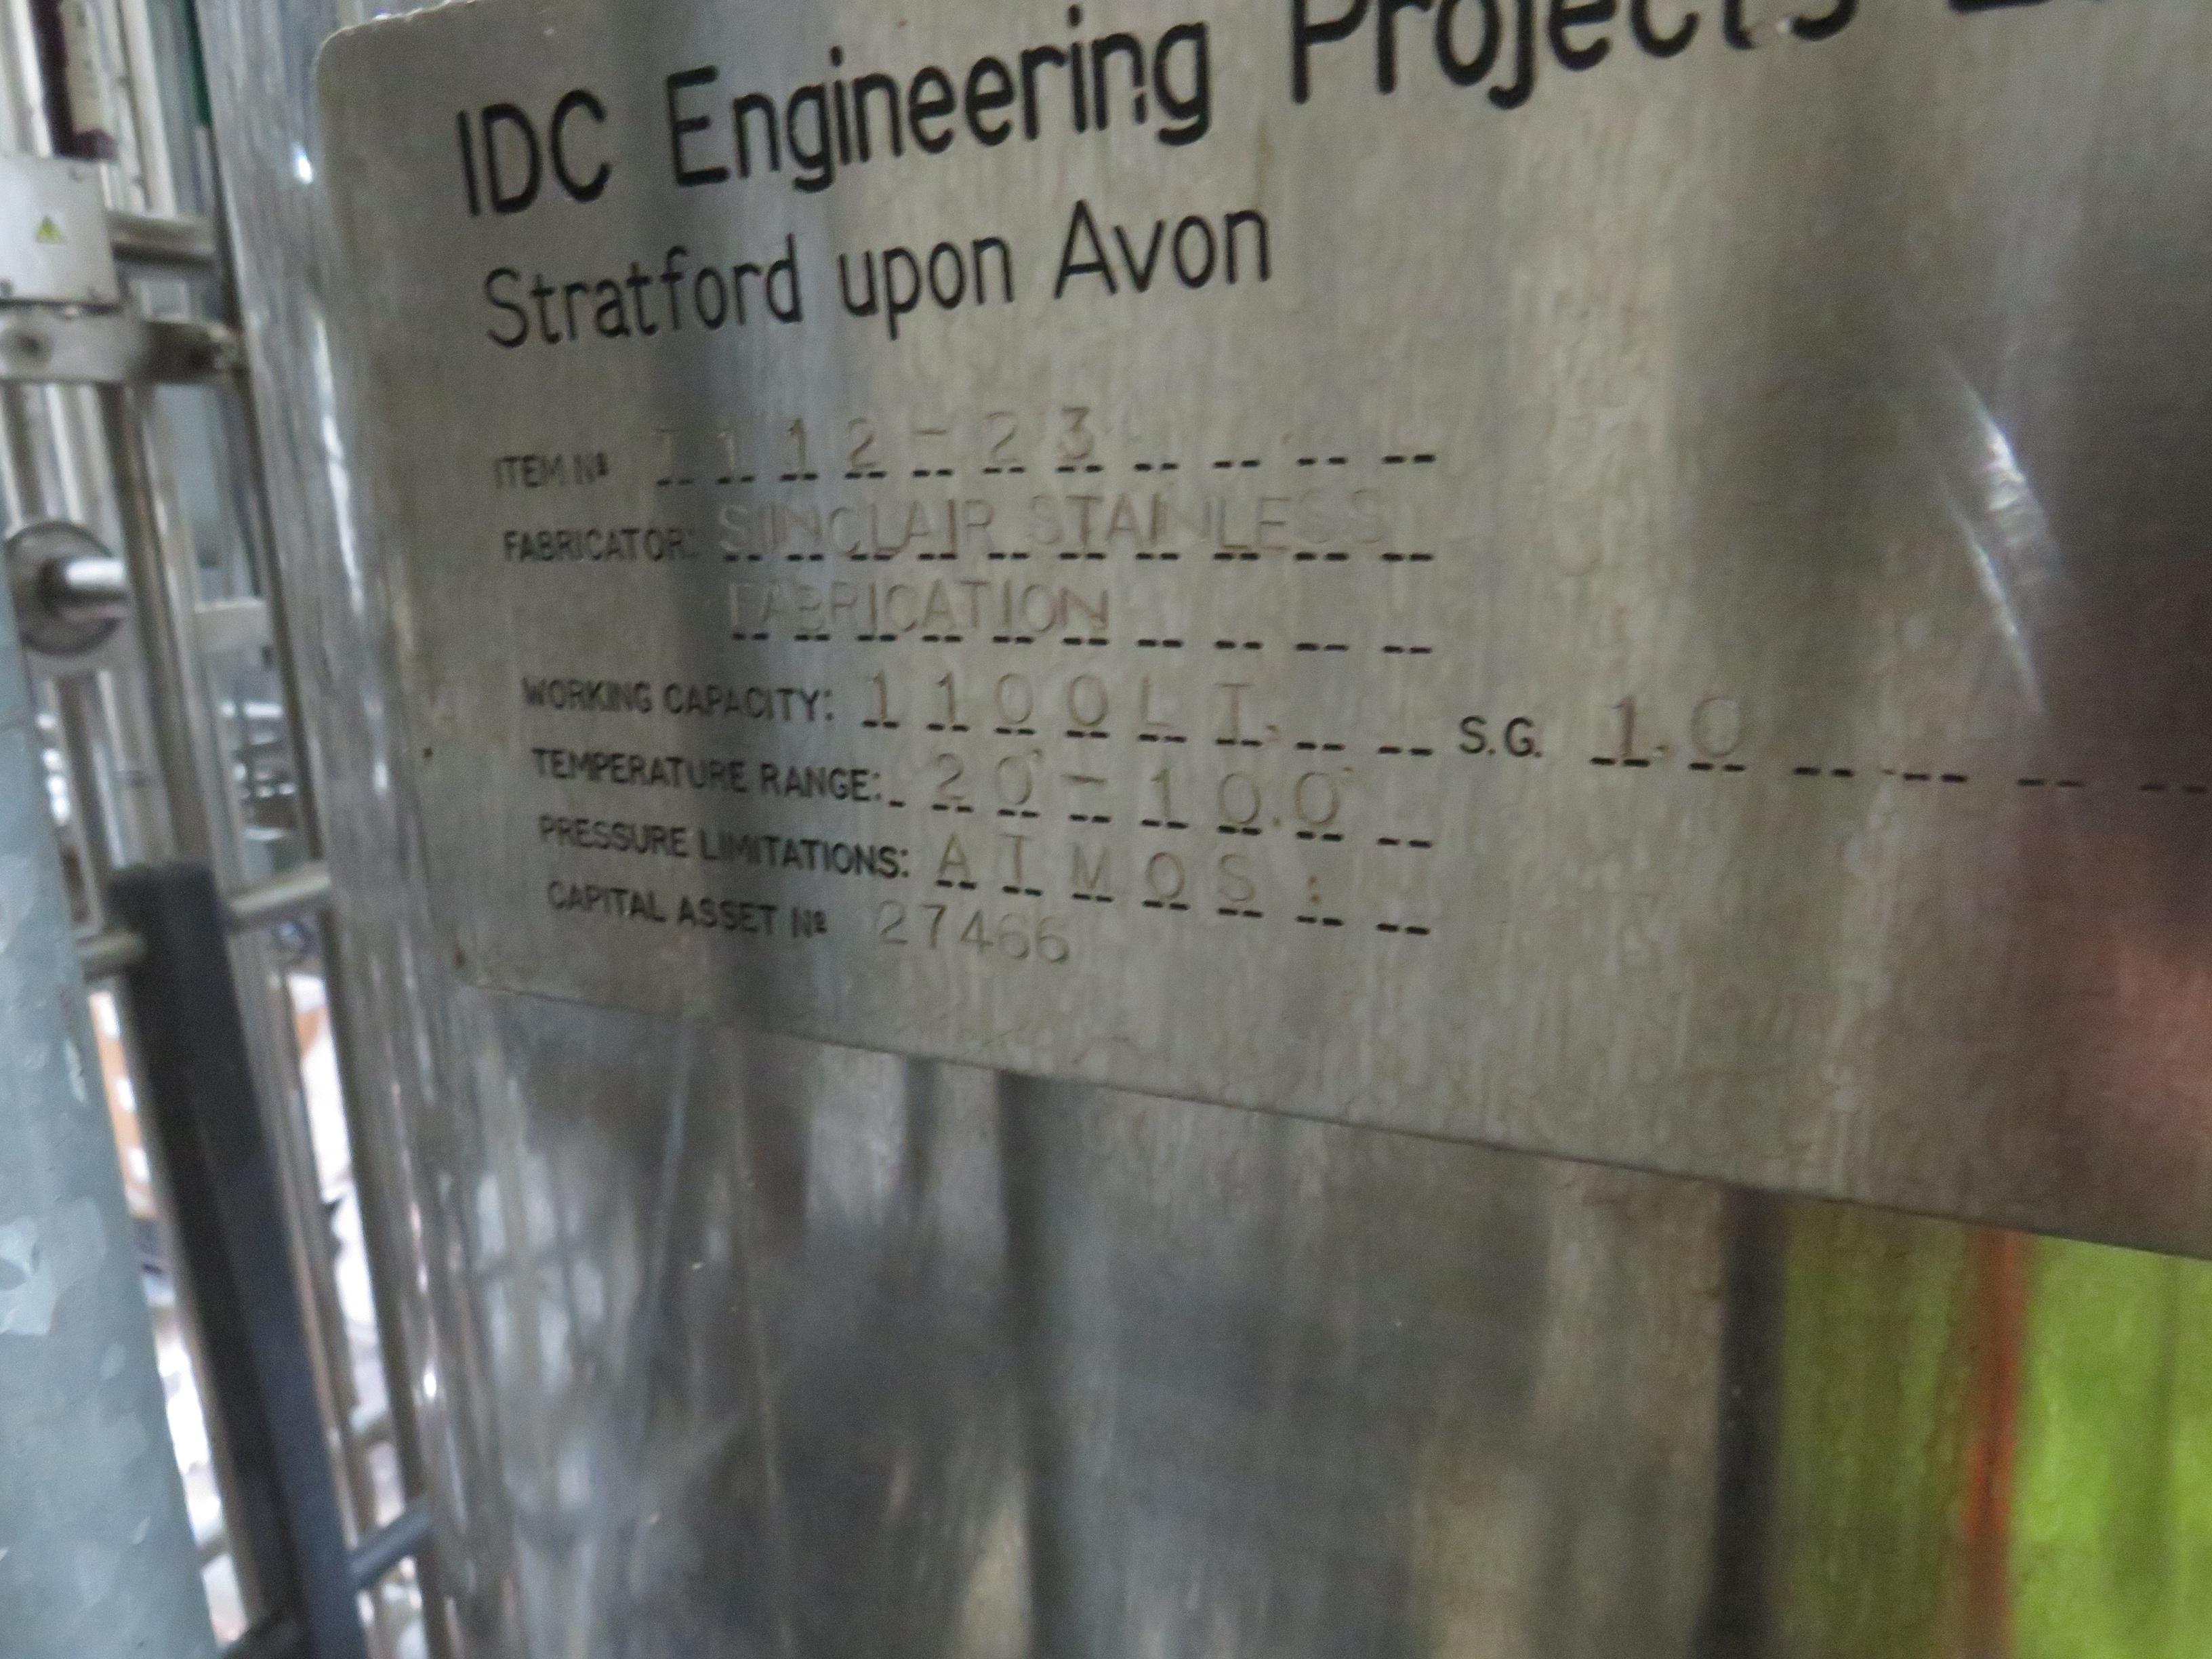 IDC Engineering Projects
Stratford upon Avon
ITEM Nº 1112-23
FABRICATOR: SINCLAIR STAINLESS
FABRICATION
WORKING CAPACITY: 1100LT. S.G. 1.0
TEMPERATURE RANGE: 20°-100°
PRESSURE LIMITATIONS: ATMOS:
CAPITAL ASSET Nº 27466